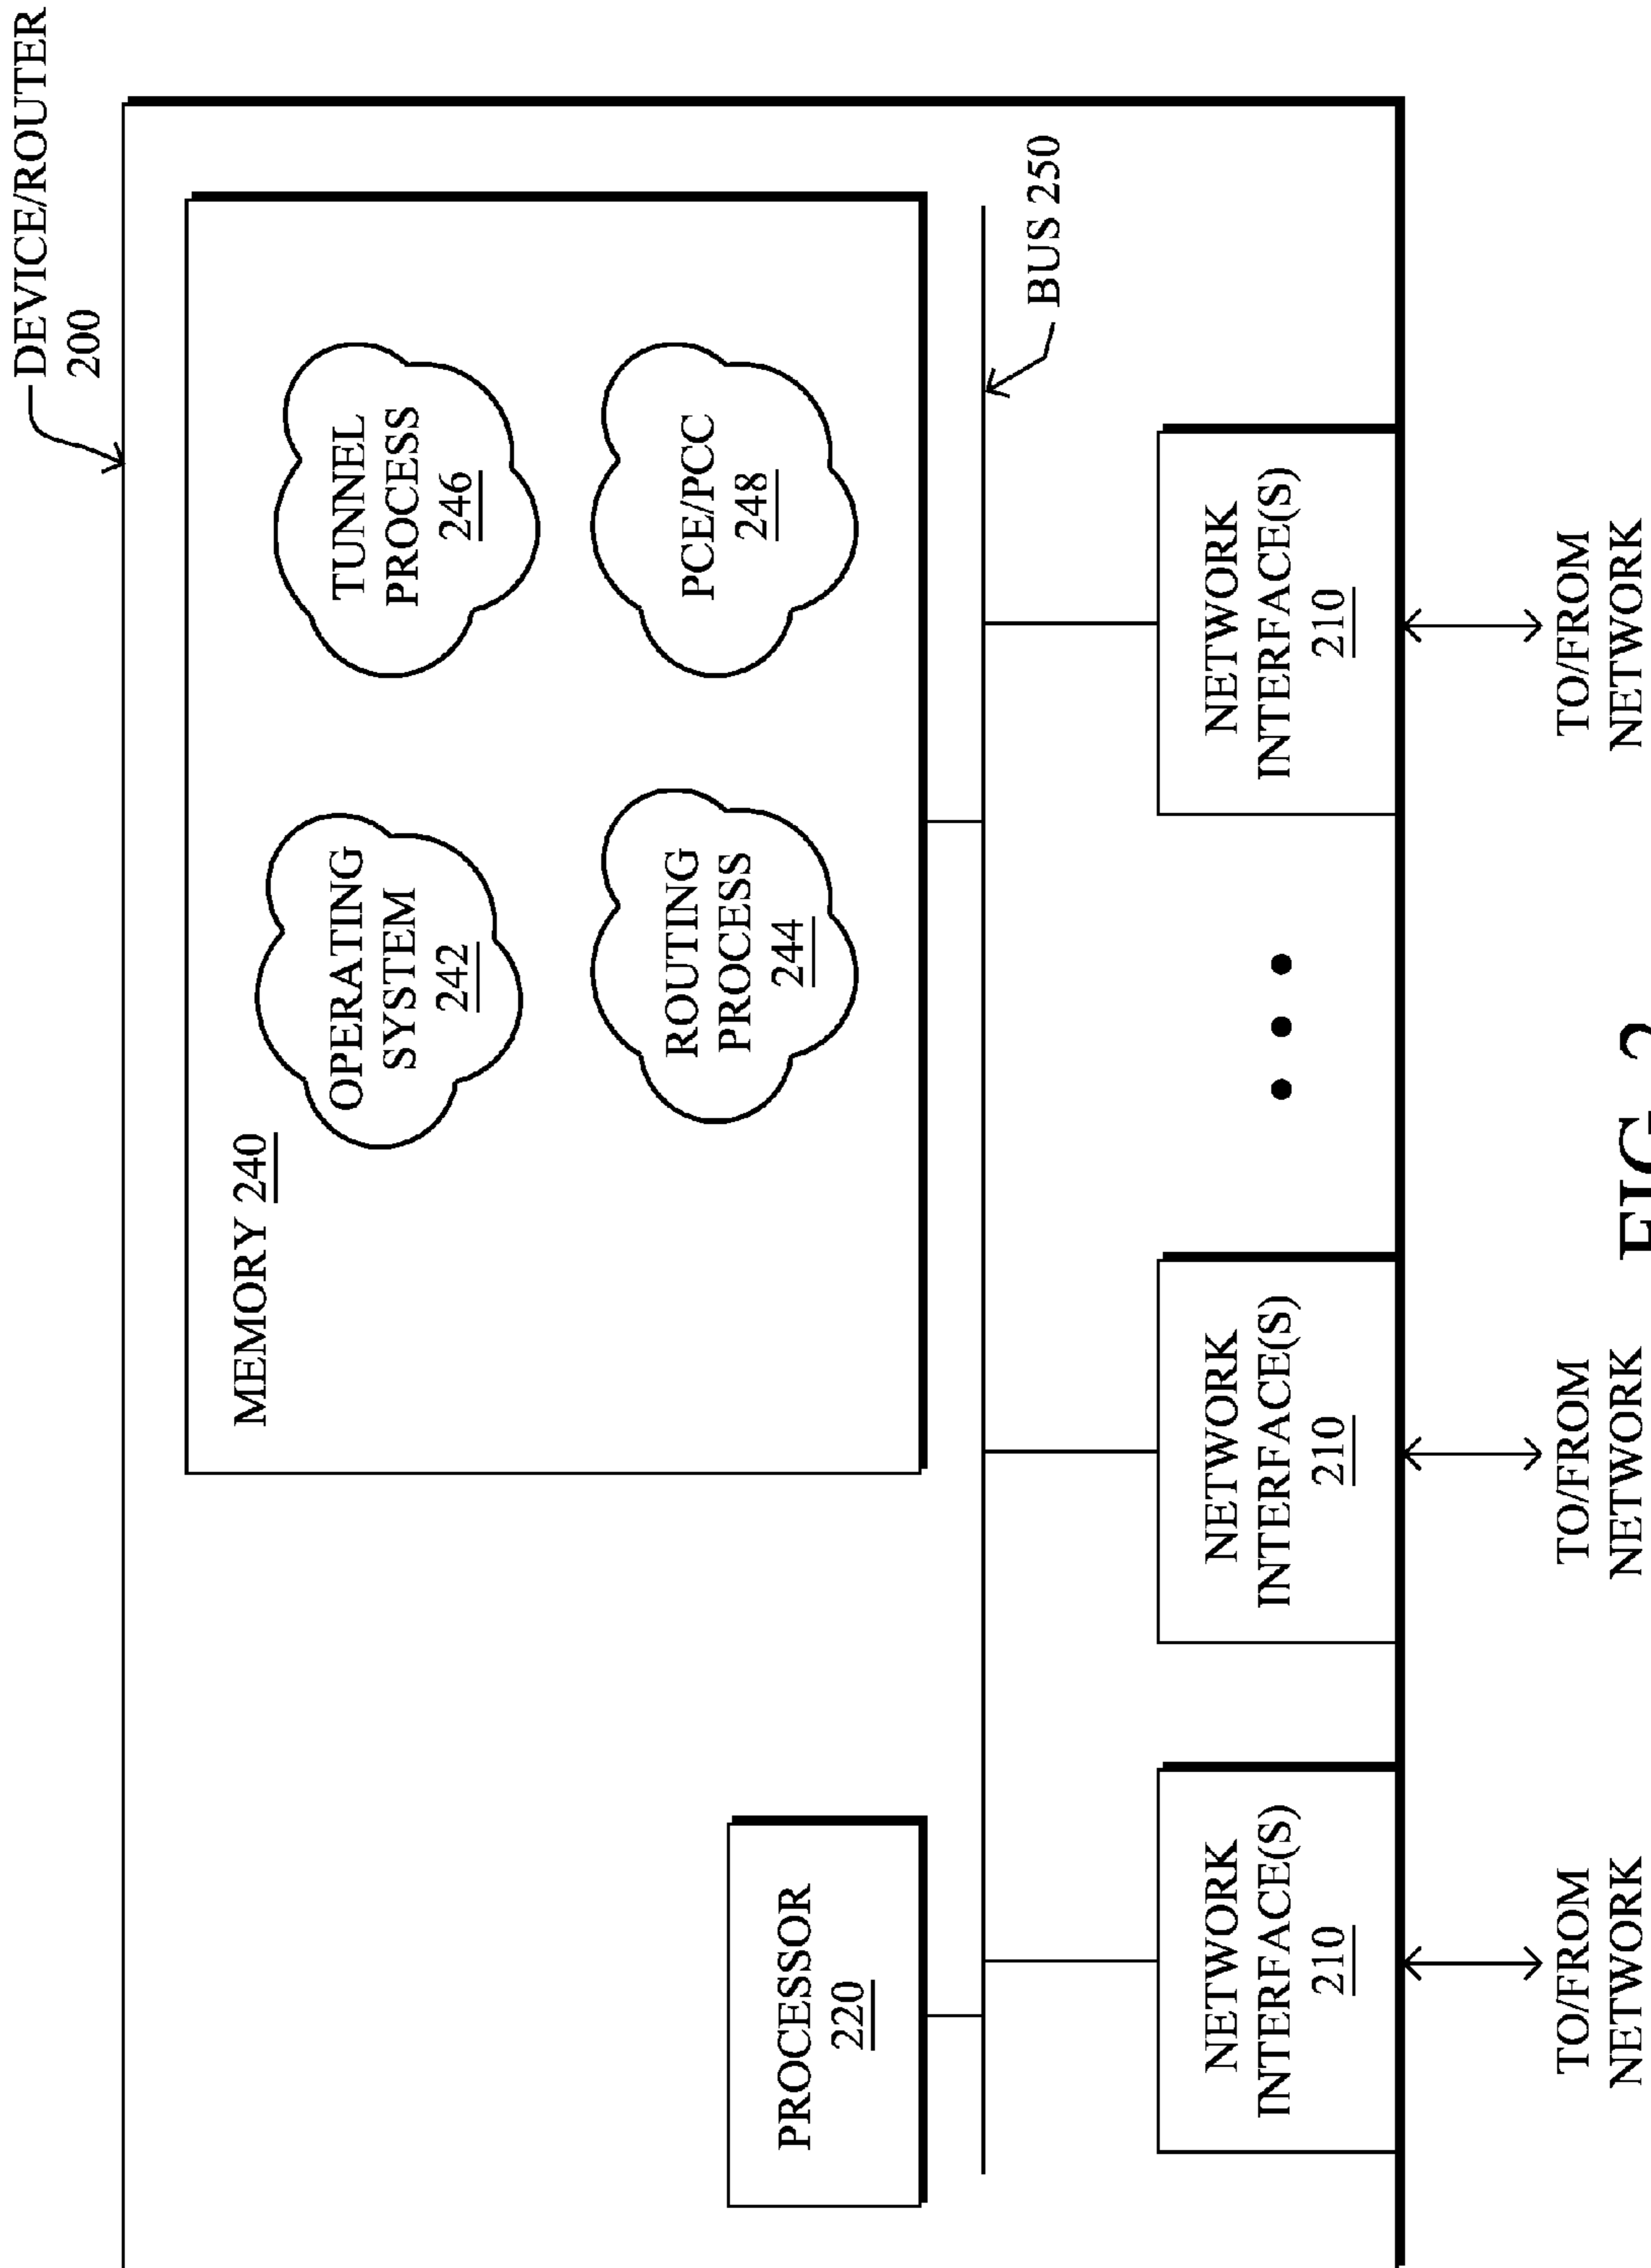 DEVICE/ROUTER
200
MEMORY 240
OPERATING
SYSTEM
242
TUNNEL
PROCESS
246
ROUTING
PROCESS
244
PCE/PCC
248
PROCESSOR
220
BUS 250
NETWORK
INTERFACE(S)
210
NETWORK
INTERFACE(S)
210
NETWORK
INTERFACE(S)
210
TO/FROM
NETWORK
TO/FROM
NETWORK
TO/FROM
NETWORK
FIG. 2